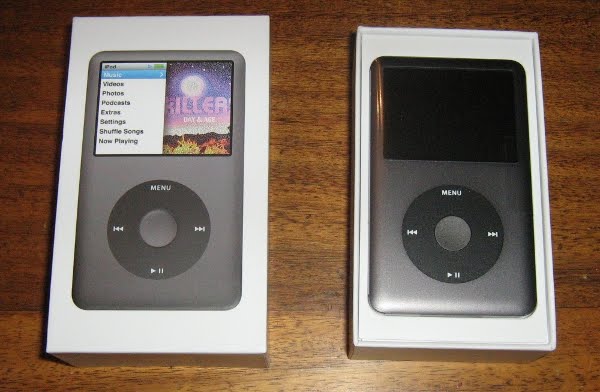 iPod
Music
Videos
Photos
Podcasts
Extras
Settings
Shuffle Songs
Now Playing
KILLER
DAY & AGE
MENU
MENU